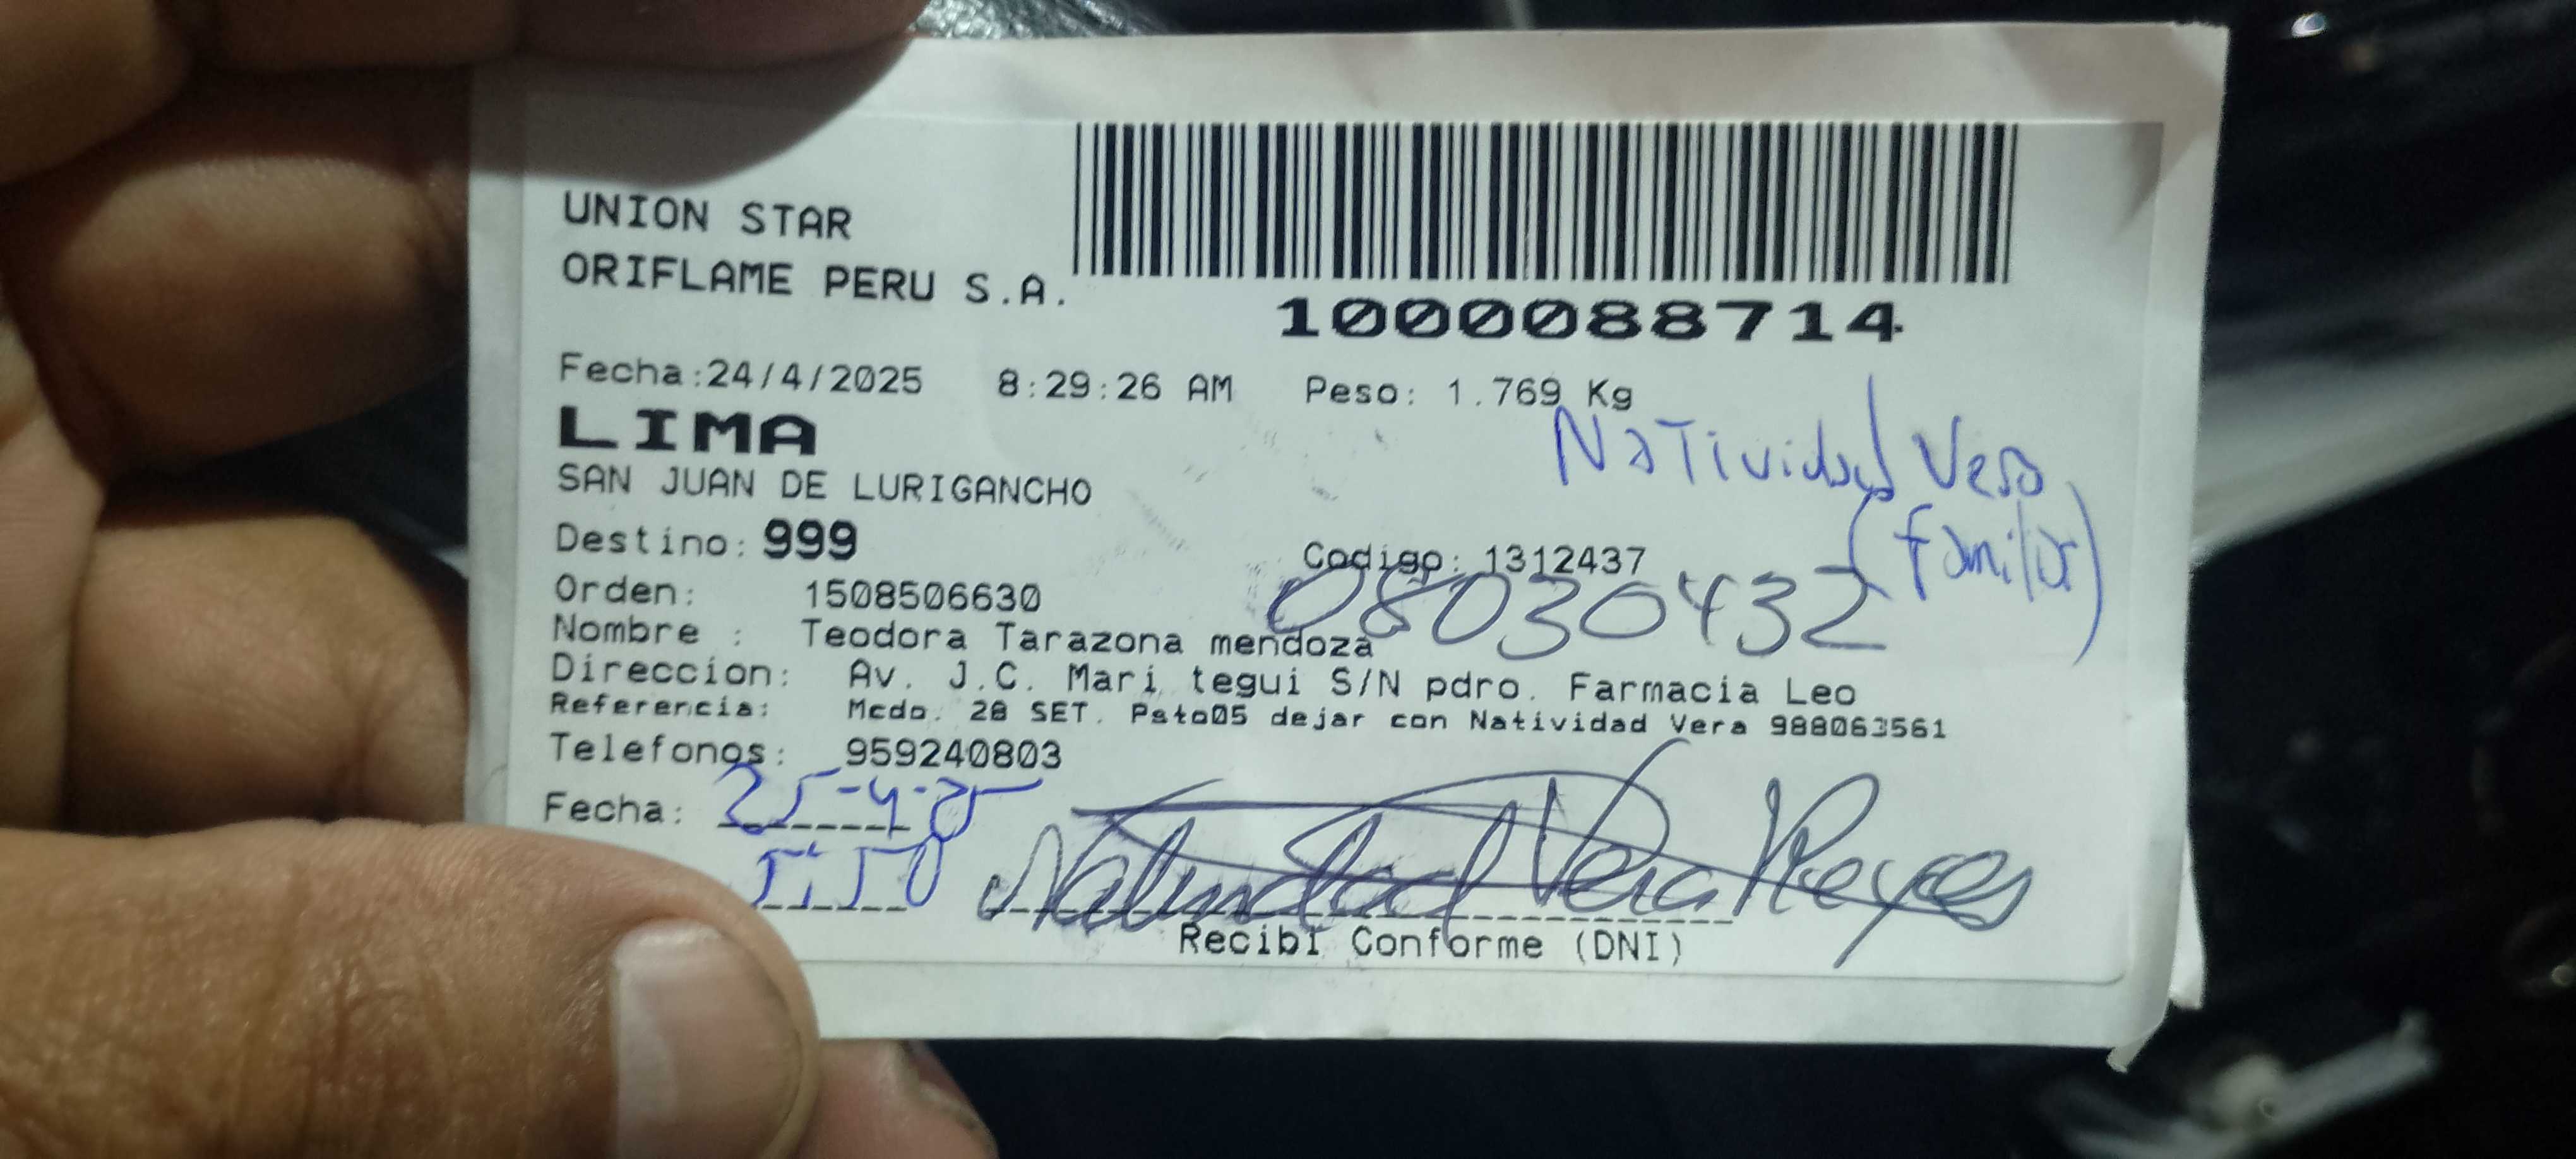 UNION STAR
ORIFLAME PERU S.A.
1000088714
Fecha:24/4/2025 8:29:26 AM Peso: 1.769 Kg
LIMA
Natividad Vera
SAN JUAN DE LURIGANCHO
(familiar)
Destino: 999 Codigo: 1312437
Orden: 1508506630 08030432
Nombre : Teodora Tarazona mendoza
Direccion: Av. J.C. Mari tegui S/N pdro. Farmacia Leo
Referencia: Mcdo. 28 SET. Psto05 dejar con Natividad Vera 988063561
Telefonos: 959240803
Fecha: 25-4-25
5:50 Natividad Vera Reyes
Recibi Conforme (DNI)